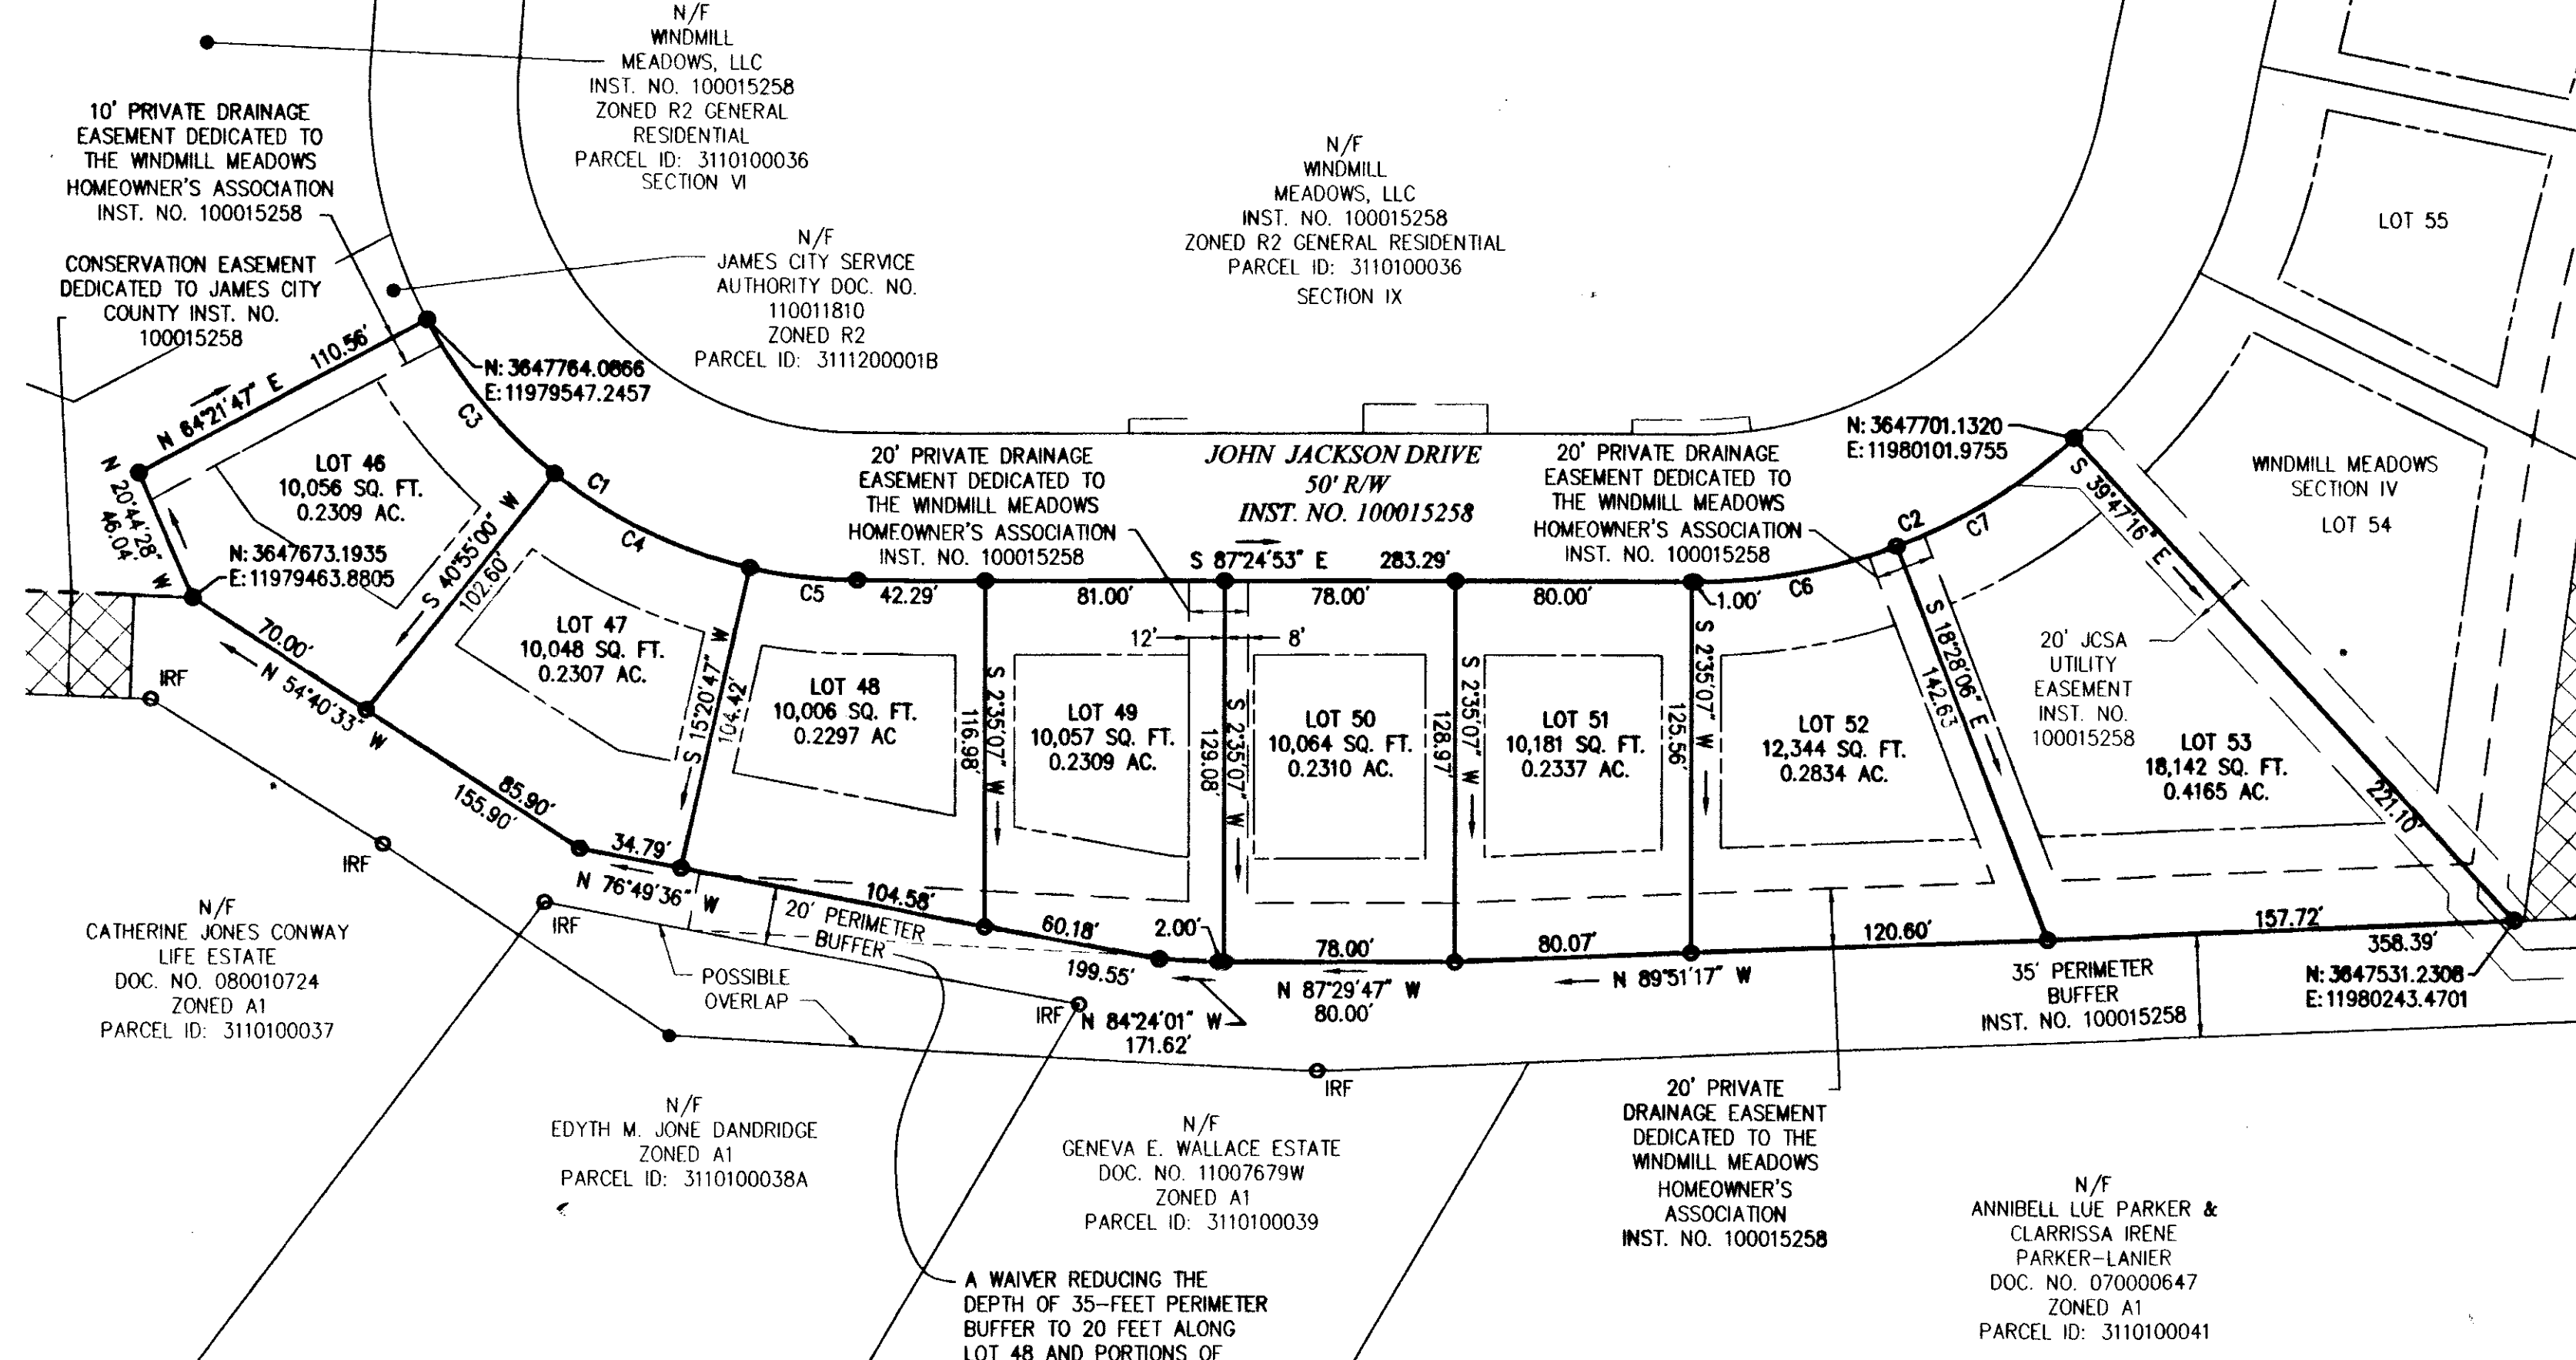 N/F
WINDMILL
MEADOWS, LLC
INST. NO. 100015258
ZONED R2 GENERAL
RESIDENTIAL
PARCEL ID: 3110100036
SECTION VI
10' PRIVATE DRAINAGE
EASEMENT DEDICATED TO
THE WINDMILL MEADOWS
HOMEOWNER'S ASSOCIATION
INST. NO. 100015258
CONSERVATION EASEMENT
DEDICATED TO JAMES CITY
COUNTY INST. NO.
100015258
N/F
JAMES CITY SERVICE
AUTHORITY DOC. NO.
110011810
ZONED R2
PARCEL ID: 3111200001B
N/F
WINDMILL
MEADOWS, LLC
INST. NO. 100015258
ZONED R2 GENERAL RESIDENTIAL
PARCEL ID: 3110100036
SECTION IX
LOT 55
WINDMILL MEADOWS
SECTION IV
LOT 54
N 64°21'47" E 110.56'
N 20°44'28" W
46.04'
N: 3647764.0866
E: 11979547.2457
N: 3647673.1935
E: 11979463.8805
N: 3647701.1320
E: 11980101.9755
C3
C1
C4
C5
C2
C6
C7
LOT 46
10,056 SQ. FT.
0.2309 AC.
S 40°55'00" W
102.60'
LOT 47
10,048 SQ. FT.
0.2307 AC.
S 15°20'47" W
104.42'
LOT 48
10,006 SQ. FT.
0.2297 AC
20' PRIVATE DRAINAGE
EASEMENT DEDICATED TO
THE WINDMILL MEADOWS
HOMEOWNER'S ASSOCIATION
INST. NO. 100015258
JOHN JACKSON DRIVE
50' R/W
INST. NO. 100015258
20' PRIVATE DRAINAGE
EASEMENT DEDICATED TO
THE WINDMILL MEADOWS
HOMEOWNER'S ASSOCIATION
INST. NO. 100015258
S 87°24'53" E 283.29'
42.29'
81.00'
78.00'
80.00'
1.00'
12'
8'
S 2°35'07" W
116.98'
LOT 49
10,057 SQ. FT.
0.2309 AC.
S 2°35'07" W
129.08'
LOT 50
10,064 SQ. FT.
0.2310 AC.
S 2°35'07" W
128.97'
LOT 51
10,181 SQ. FT.
0.2337 AC.
S 2°35'07" W
125.56'
LOT 52
12,344 SQ. FT.
0.2834 AC.
S 18°28'06" E
142.63'
20' JCSA
UTILITY
EASEMENT
INST. NO.
100015258
LOT 53
18,142 SQ. FT.
0.4165 AC.
S 39°47'16" E
221.10'
70.00'
N 54°40'33" W
85.90'
155.90'
34.79'
N 76°49'36" W
104.58'
20' PERIMETER
BUFFER
60.18'
199.55'
2.00'
78.00'
80.07'
120.60'
157.72'
358.39'
N 84°24'01" W
171.62'
N 87°29'47" W
80.00'
N 89°51'17" W
35' PERIMETER
BUFFER
INST. NO. 100015258
N: 3647531.2308
E: 11980243.4701
IRF
IRF
IRF
IRF
IRF
POSSIBLE
OVERLAP
N/F
CATHERINE JONES CONWAY
LIFE ESTATE
DOC. NO. 080010724
ZONED A1
PARCEL ID: 3110100037
N/F
EDYTH M. JONE DANDRIDGE
ZONED A1
PARCEL ID: 3110100038A
N/F
GENEVA E. WALLACE ESTATE
DOC. NO. 11007679W
ZONED A1
PARCEL ID: 3110100039
20' PRIVATE
DRAINAGE EASEMENT
DEDICATED TO THE
WINDMILL MEADOWS
HOMEOWNER'S
ASSOCIATION
INST. NO. 100015258
N/F
ANNIBELL LUE PARKER &
CLARRISSA IRENE
PARKER-LANIER
DOC. NO. 070000647
ZONED A1
PARCEL ID: 3110100041
A WAIVER REDUCING THE
DEPTH OF 35-FEET PERIMETER
BUFFER TO 20 FEET ALONG
LOT 48 AND PORTIONS OF